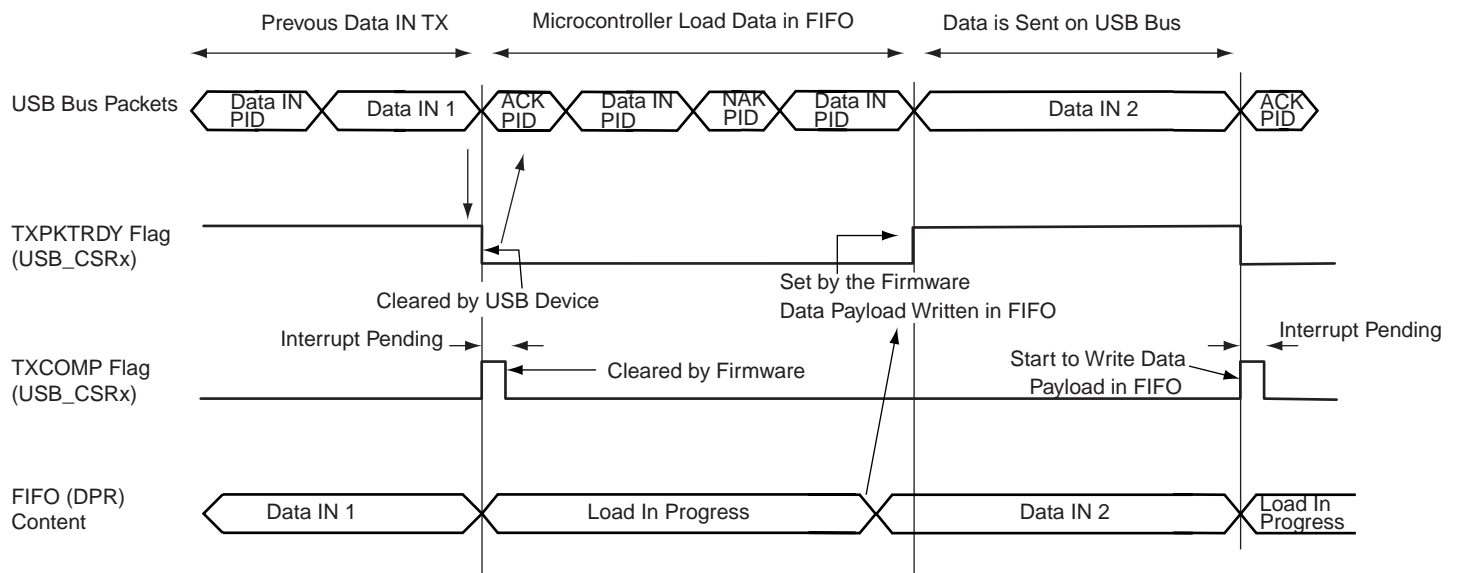 Prevous Data IN TX
Microcontroller Load Data in FIFO
Data is Sent on USB Bus
USB Bus Packets
Data IN
PID
Data IN 1
ACK
PID
Data IN
PID
NAK
PID
Data IN
PID
Data IN 2
ACK
PID
TXPKTRDY Flag
(USB_CSRx)
Cleared by USB Device
Set by the Firmware
Data Payload Written in FIFO
Interrupt Pending
Interrupt Pending
TXCOMP Flag
(USB_CSRx)
Cleared by Firmware
Start to Write Data
Payload in FIFO
FIFO (DPR)
Content
Data IN 1
Load In Progress
Data IN 2
Load In
Progress